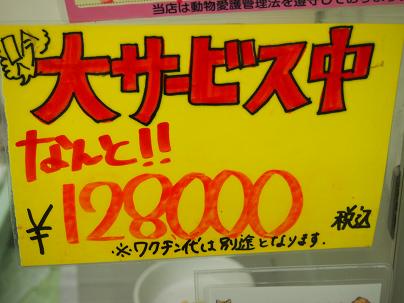 当店は動物愛護管理法を遵守しております
只今
大サービス中
なんと!!
¥128000 税込
※ワクチン代は別途となります.